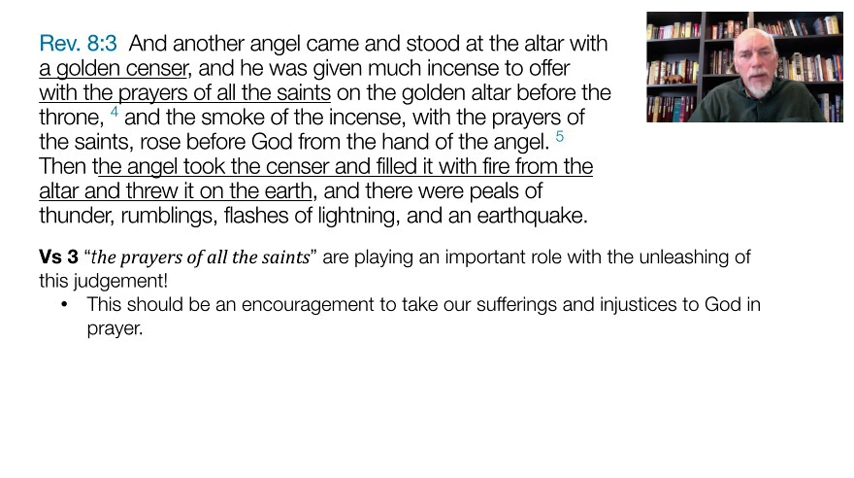 Rev. 8:3 And another angel came and stood at the altar with
a golden censer, and he was given much incense to offer
with the prayers of all the saints on the golden altar before the
throne, 4 and the smoke of the incense, with the prayers of
the saints, rose before God from the hand of the angel. 5
Then the angel took the censer and filled it with fire from the
altar and threw it on the earth, and there were peals of
thunder, rumblings, flashes of lightning, and an earthquake.
Vs 3 “the prayers of all the saints” are playing an important role with the unleashing of
this judgement!
• This should be an encouragement to take our sufferings and injustices to God in
prayer.